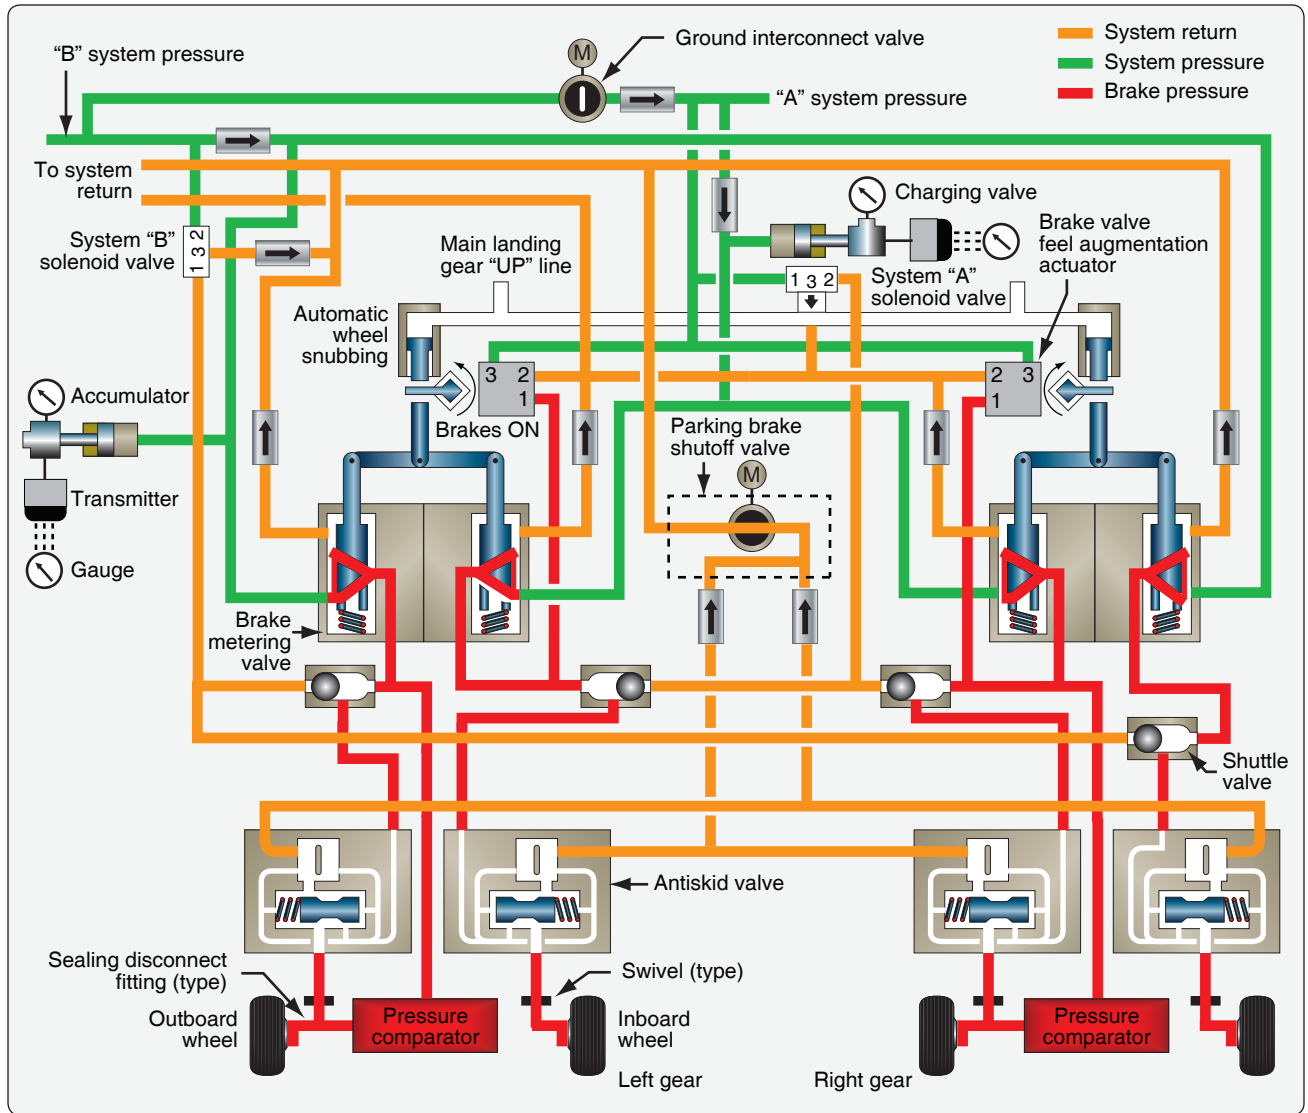 “B” system pressure
M
Ground interconnect valve
System return
System pressure
Brake pressure
“A” system pressure
To system
return
System “B”
solenoid valve
1 3 2
Main landing
gear “UP” line
Charging valve
Brake valve
feel augmentation
actuator
System “A”
solenoid valve
1 3 2
Automatic
wheel
snubbing
3 2
1
Brakes ON
2 3
1
Accumulator
Transmitter
Gauge
Parking brake
shutoff valve
M
Brake
metering
valve
Shuttle
valve
Antiskid valve
Sealing disconnect
fitting (type)
Swivel (type)
Outboard
wheel
Pressure
comparator
Inboard
wheel
Pressure
comparator
Left gear
Right gear